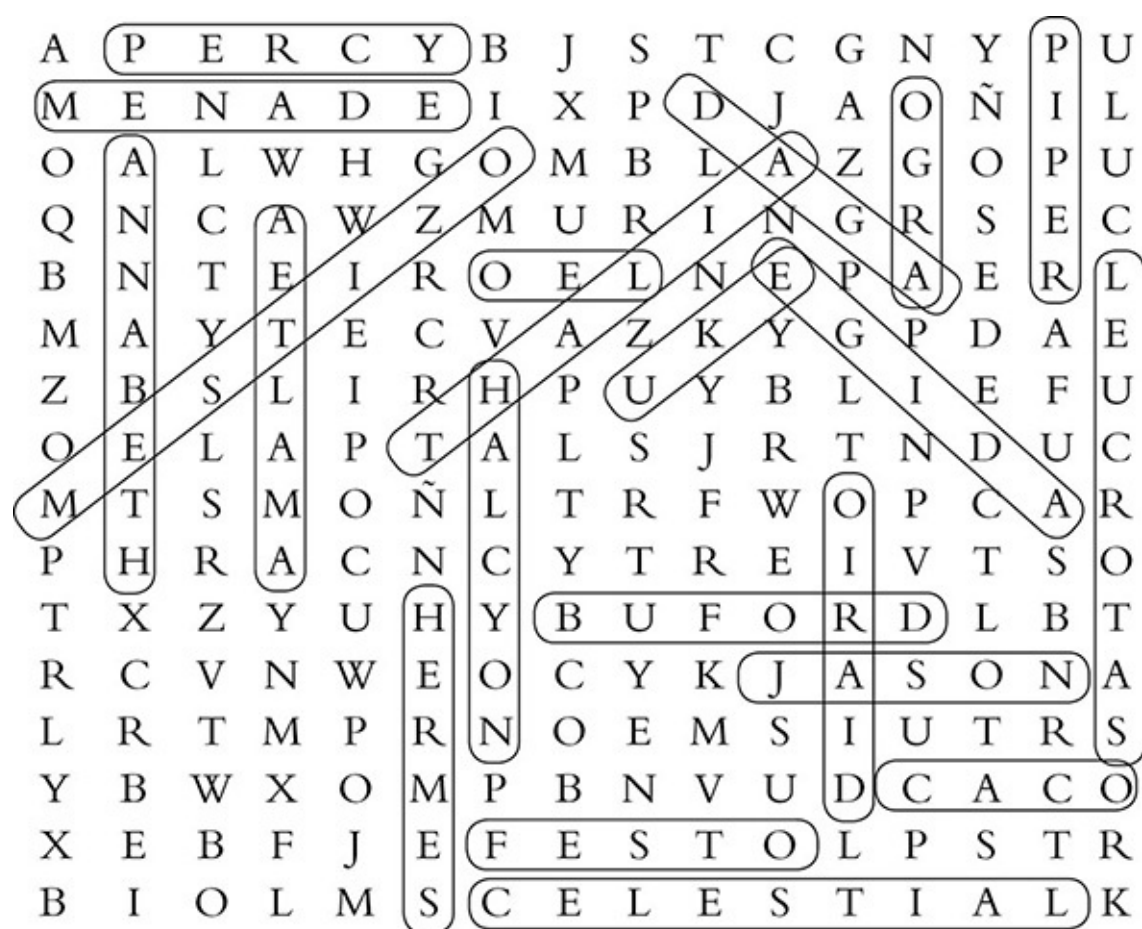 A P E R C Y B J S T C G N Y P U
M E N A D E I X P D J A O Ñ I L
O A L W H G O M B L A Z G O P U
Q N C A W Z M U R I N G R S E C
B N T E I R O E L N E P A E R L
M A Y T E C V A Z K Y G P D A E
Z B S L I R H P U Y B L I E F U
O E L A P T A L S J R T N D U C
M T S M O Ñ L T R F W O P C A R
P H R A C N C Y T R E I V T S O
T X Z Y U H Y B U F O R D L B T
R C V N W E O C Y K J A S O N A
L R T M P R N O E M S I U T R S
Y B W X O M P B N V U D C A C O
X E B F J E F E S T O L P S T R
B I O L M S C E L E S T I A L K